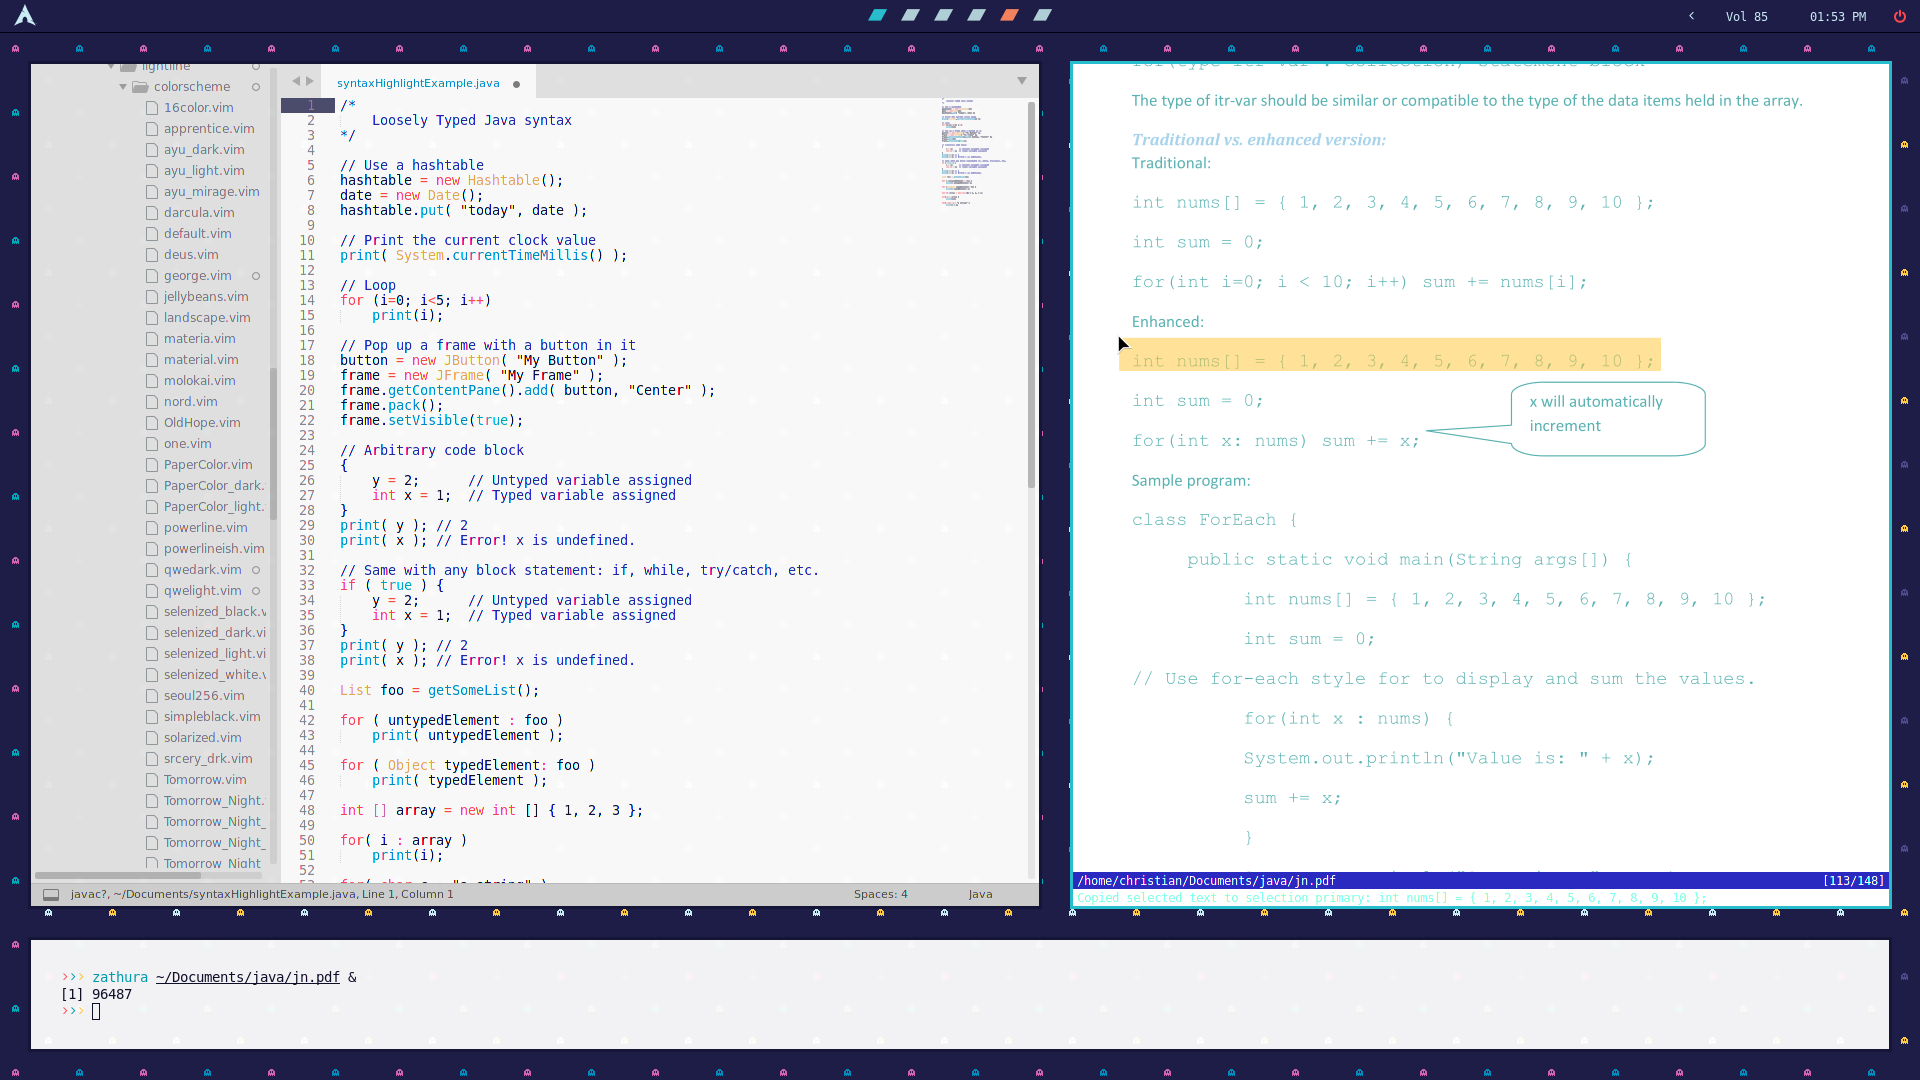 Vol 85
01:53 PM
lightline
colorscheme
16color.vim
apprentice.vim
ayu_dark.vim
ayu_light.vim
ayu_mirage.vim
darcula.vim
default.vim
deus.vim
george.vim
jellybeans.vim
landscape.vim
materia.vim
material.vim
molokai.vim
nord.vim
OldHope.vim
one.vim
PaperColor.vim
PaperColor_dark.
PaperColor_light.
powerline.vim
powerlineish.vim
qwedark.vim
qwelight.vim
selenized_black.v
selenized_dark.vi
selenized_light.vi
selenized_white.v
seoul256.vim
simpleblack.vim
solarized.vim
srcery_drk.vim
Tomorrow.vim
Tomorrow_Night.
Tomorrow_Night_
Tomorrow_Night_
Tomorrow_Night
syntaxHighlightExample.java
1 /*
2     Loosely Typed Java syntax
3 */
4
5 // Use a hashtable
6 hashtable = new Hashtable();
7 date = new Date();
8 hashtable.put( "today", date );
9
10 // Print the current clock value
11 print( System.currentTimeMillis() );
12
13 // Loop
14 for (i=0; i<5; i++)
15     print(i);
16
17 // Pop up a frame with a button in it
18 button = new JButton( "My Button" );
19 frame = new JFrame( "My Frame" );
20 frame.getContentPane().add( button, "Center" );
21 frame.pack();
22 frame.setVisible(true);
23
24 // Arbitrary code block
25 {
26     y = 2;      // Untyped variable assigned
27     int x = 1;  // Typed variable assigned
28 }
29 print( y ); // 2
30 print( x ); // Error! x is undefined.
31
32 // Same with any block statement: if, while, try/catch, etc.
33 if ( true ) {
34     y = 2;      // Untyped variable assigned
35     int x = 1;  // Typed variable assigned
36 }
37 print( y ); // 2
38 print( x ); // Error! x is undefined.
39
40 List foo = getSomeList();
41
42 for ( untypedElement : foo )
43     print( untypedElement );
44
45 for ( Object typedElement: foo )
46     print( typedElement );
47
48 int [] array = new int [] { 1, 2, 3 };
49
50 for( i : array )
51     print(i);
52
javac?, ~/Documents/syntaxHighlightExample.java, Line 1, Column 1
Spaces: 4
Java
The type of itr-var should be similar or compatible to the type of the data items held in the array.
Traditional vs. enhanced version:
Traditional:
int nums[] = { 1, 2, 3, 4, 5, 6, 7, 8, 9, 10 };
int sum = 0;
for(int i=0; i < 10; i++) sum += nums[i];
Enhanced:
int nums[] = { 1, 2, 3, 4, 5, 6, 7, 8, 9, 10 };
int sum = 0;
for(int x: nums) sum += x;
x will automatically
increment
Sample program:
class ForEach {
public static void main(String args[]) {
int nums[] = { 1, 2, 3, 4, 5, 6, 7, 8, 9, 10 };
int sum = 0;
// Use for-each style for to display and sum the values.
for(int x : nums) {
System.out.println("Value is: " + x);
sum += x;
}
/home/christian/Documents/java/jn.pdf
[113/148]
Copied selected text to selection primary: int nums[] = { 1, 2, 3, 4, 5, 6, 7, 8, 9, 10 };
››› zathura ~/Documents/java/jn.pdf &
[1] 96487
›››